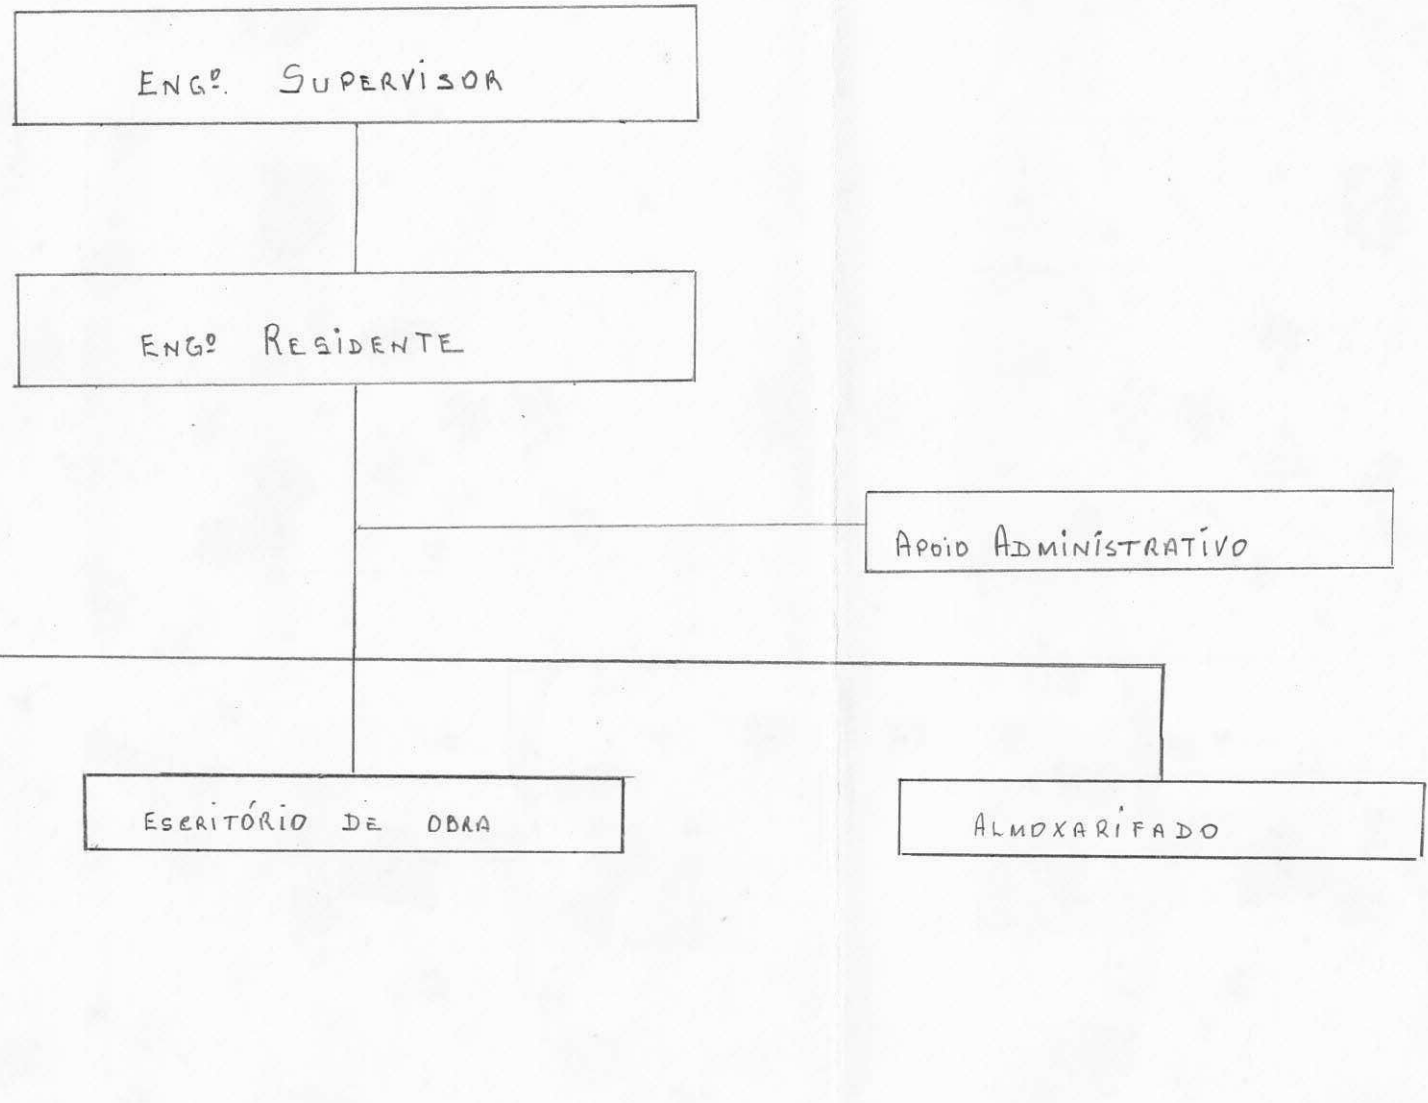 ENGº. SUPERVISOR
ENGº RESIDENTE
APOIO ADMINISTRATIVO
ESCRITÓRIO DE OBRA
ALMOXARIFADO